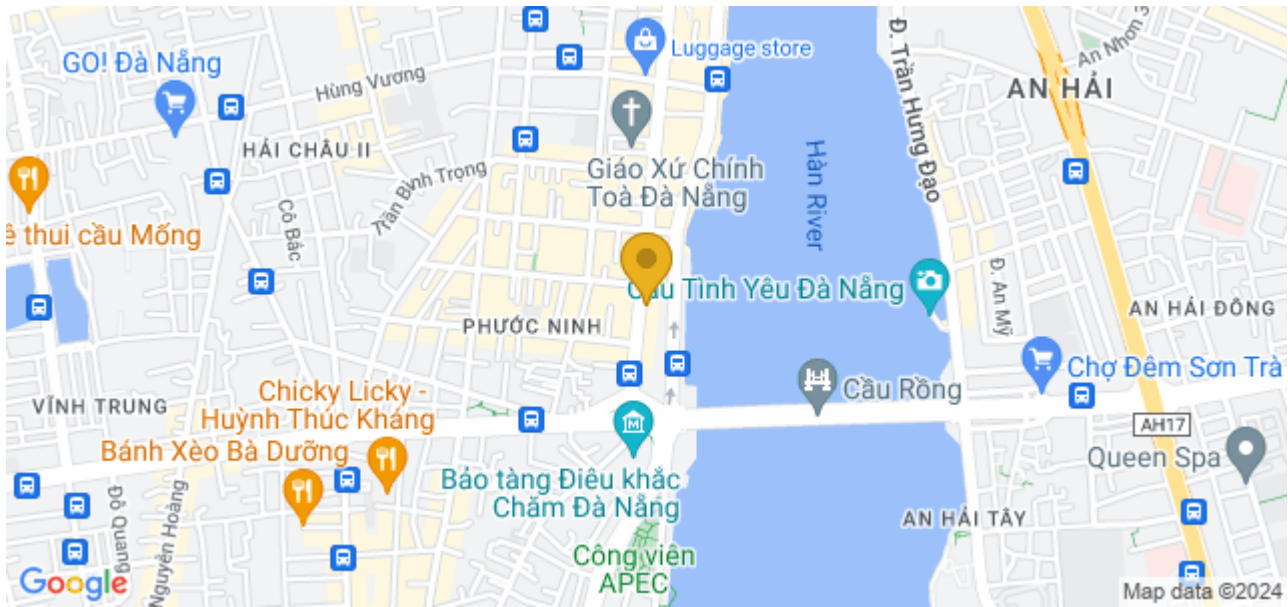 GO! Đà Nẵng
Hùng Vương
Luggage store
Đ. Trần Hưng Đạo
An Nhơn 3
AN HẢI
HẢI CHÂU II
Trần Bình Trọng
Giáo Xứ Chính
Toà Đà Nẵng
Hàn River
Cô Bắc
thui cầu Mống
Cầu Tình Yêu Đà Nẵng
Đ. An Mỹ
AN HẢI ĐÔNG
PHƯỚC NINH
Cầu Rồng
Chợ Đêm Sơn Trà
VĨNH TRUNG
Chicky Licky -
Huỳnh Thúc Kháng
Bánh Xèo Bà Dưỡng
AH17
Queen Spa
Bảo tàng Điêu khắc
Chăm Đà Nẵng
Đỗ Quang
Nguyễn Hoàng
AN HẢI TÂY
Công viên
APEC
Google
Map data ©2024